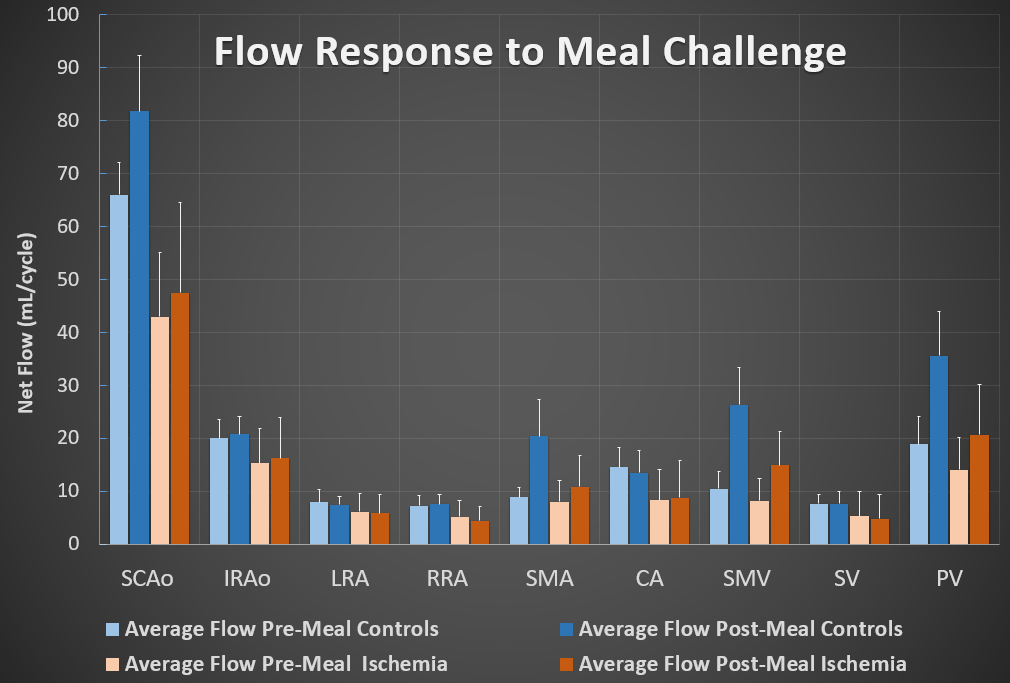 Flow Response to Meal Challenge
Net Flow (mL/cycle)
100
90
80
70
60
50
40
30
20
10
0
SCAo IRAo LRA RRA SMA CA SMV SV PV
Average Flow Pre-Meal Controls Average Flow Post-Meal Controls
Average Flow Pre-Meal  Ischemia Average Flow Post-Meal Ischemia